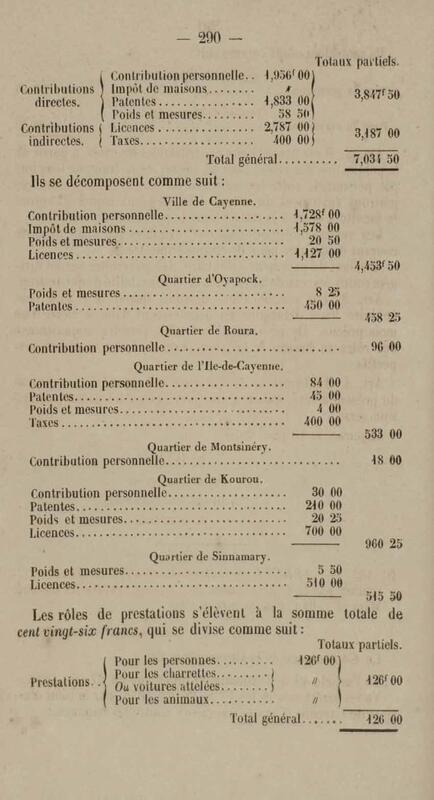 — 290 —
Totaux partiels.
Contributions directes. { Contribution personnelle.. 1,956f 00
Impôt de maisons........ 〃
Patentes................ 1,833 00
Poids et mesures........ 58 50 } 3,847f 50
Contributions indirectes. { Licences................ 2,787 00
Taxes................... 400 00 } 3,187 00
Total général.......... 7,034 50
Ils se décomposent comme suit :
Ville de Cayenne.
Contribution personnelle...................... 1,728f 00
Impôt de maisons............................. 1,578 00
Poids et mesures.............................. 20 50
Licences..................................... 1,127 00
4,453f 50
Quartier d'Oyapock.
Poids et mesures............................. 8 25
Patentes..................................... 450 00
458 25
Quartier de Roura.
Contribution personnelle............................... 96 00
Quartier de l'Ile-de-Cayenne.
Contribution personnelle...................... 84 00
Patentes..................................... 45 00
Poids et mesures............................. 4 00
Taxes........................................ 400 00
533 00
Quartier de Montsinéry.
Contribution personnelle............................... 18 00
Quartier de Kourou.
Contribution personnelle...................... 30 00
Patentes..................................... 210 00
Poids et mesures............................. 20 25
Licences..................................... 700 00
960 25
Quartier de Sinnamary.
Poids et mesures............................. 5 50
Licences..................................... 510 00
515 50
Les rôles de prestations s'élèvent à la somme totale de
cent vingt-six francs, qui se divise comme suit :
Totaux partiels.
Prestations.. { Pour les personnes.......... 126f 00
Pour les charrettes.........
Ou voitures attelées........ } 〃
Pour les animaux........... 〃 } 126f 00
Total général....... 126 00